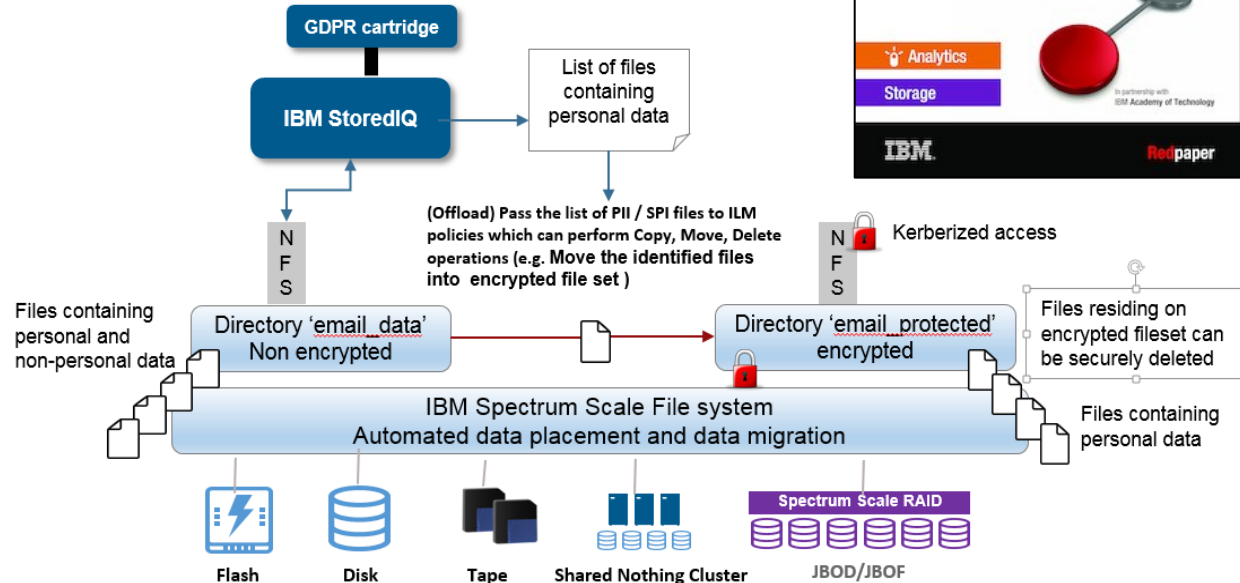 GDPR cartridge
IBM StoredIQ
List of files
containing
personal data
Analytics
Storage
In partnership with
IBM Academy of Technology
IBM.
Redpaper
(Offload) Pass the list of PII / SPI files to ILM
policies which can perform Copy, Move, Delete
operations (e.g. Move the identified files
into encrypted file set )
N
F
S
N
F
S
Kerberized access
Files containing
personal and
non-personal data
Directory 'email_data'
Non encrypted
Directory 'email_protected'
encrypted
Files residing on
encrypted fileset can
be securely deleted
IBM Spectrum Scale File system
Automated data placement and data migration
Files containing
personal data
Spectrum Scale RAID
Flash
Disk
Tape
Shared Nothing Cluster
JBOD/JBOF